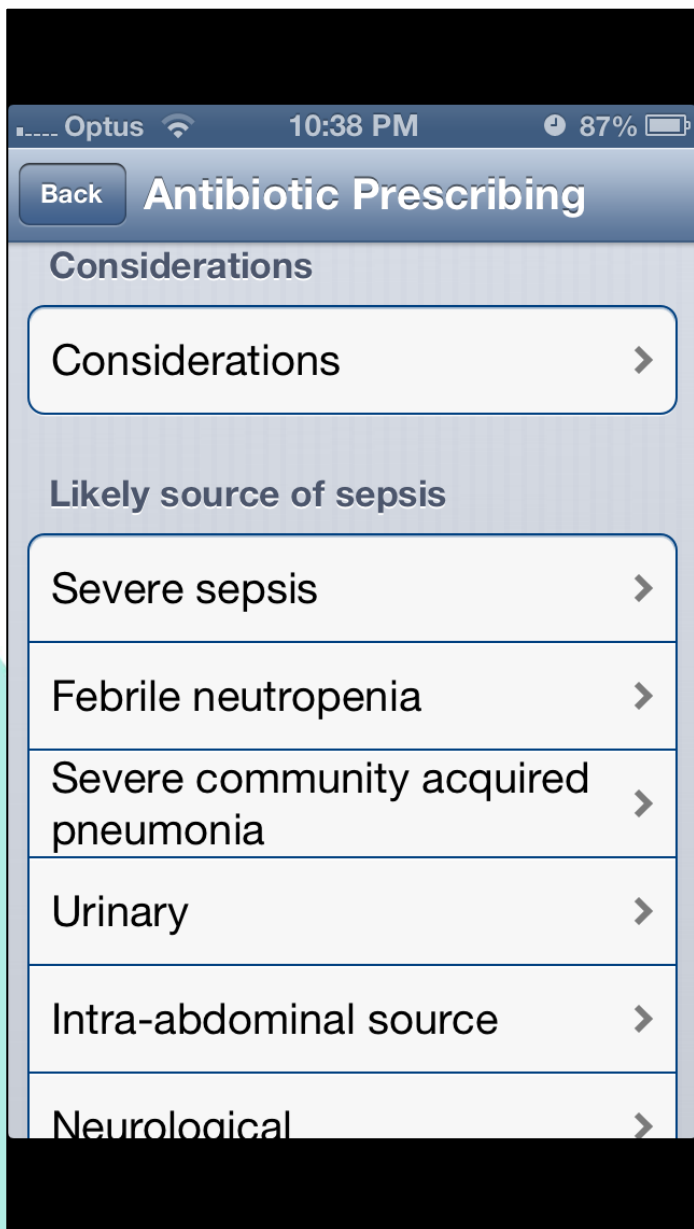 Optus 10:38 PM 87%
Back Antibiotic Prescribing
Considerations
Considerations
Likely source of sepsis
Severe sepsis
Febrile neutropenia
Severe community acquired
pneumonia
Urinary
Intra-abdominal source
Neurological